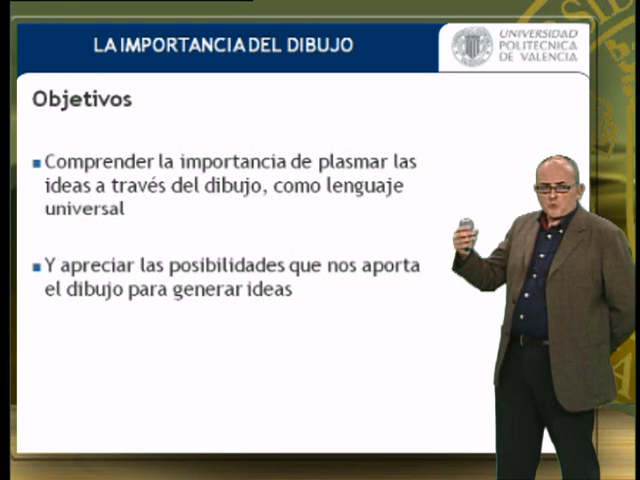 LA IMPORTANCIA DEL DIBUJO
UNIVERSIDAD
POLITECNICA
DE VALENCIA
Objetivos
Comprender la importancia de plasmar las
ideas a través del dibujo, como lenguaje
universal
Y apreciar las posibilidades que nos aporta
el dibujo para generar ideas